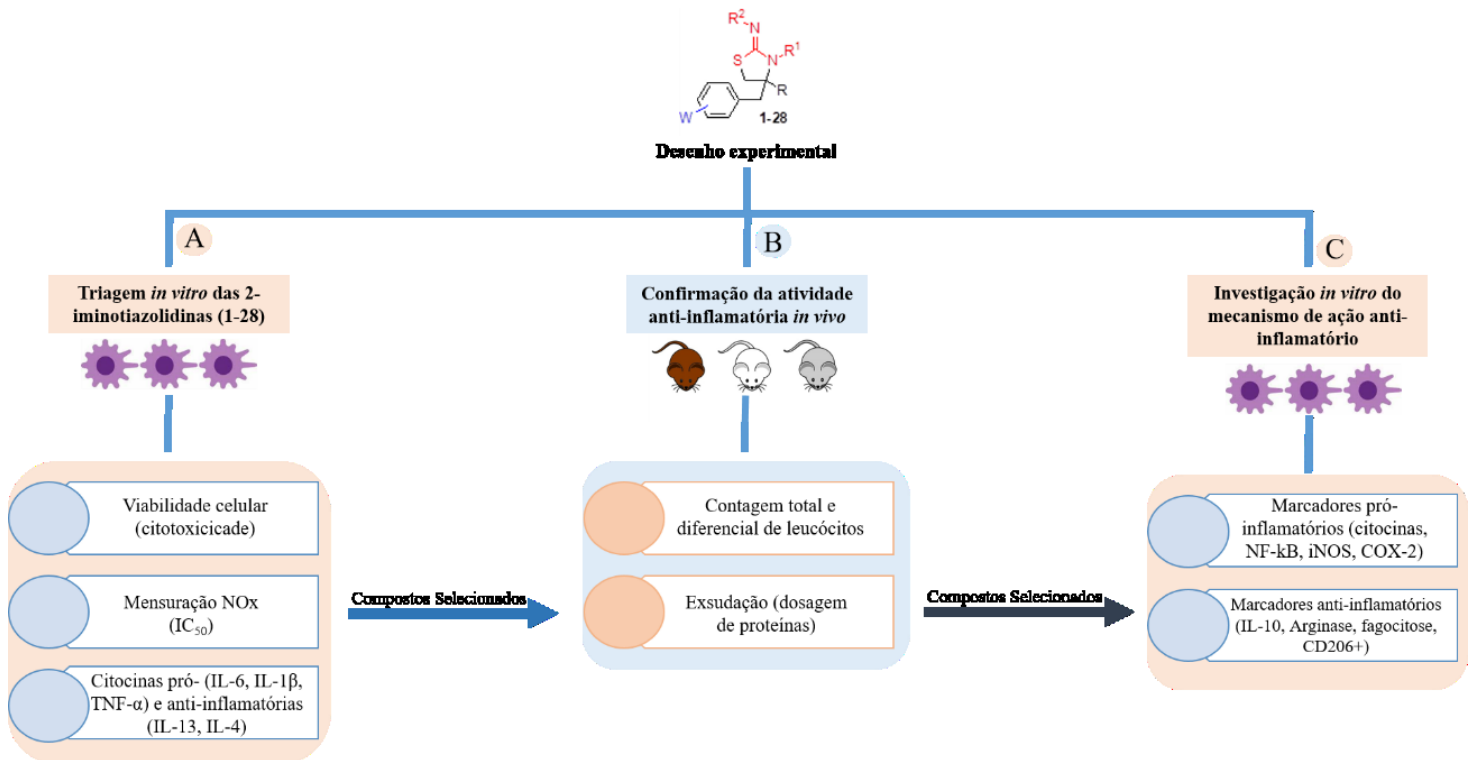 R²
N
S
N
R¹
R
W
1-28
Desenho experimental
A
B
C
Triagem in vitro das 2-
iminotiazolidinas (1-28)
Confirmação da atividade
anti-inflamatória in vivo
Investigação in vitro do
mecanismo de ação anti-
inflamatório
Viabilidade celular
(citotoxicicade)
Mensuração NOx
(IC₅₀)
Citocinas pró- (IL-6, IL-1β,
TNF-α) e anti-inflamatórias
(IL-13, IL-4)
Compostos Selecionados
Contagem total e
diferencial de leucócitos
Exsudação (dosagem
de proteínas)
Compostos Selecionados
Marcadores pró-
inflamatórios (citocinas,
NF-kB, iNOS, COX-2)
Marcadores anti-inflamatórios
(IL-10, Arginase, fagocitose,
CD206+)